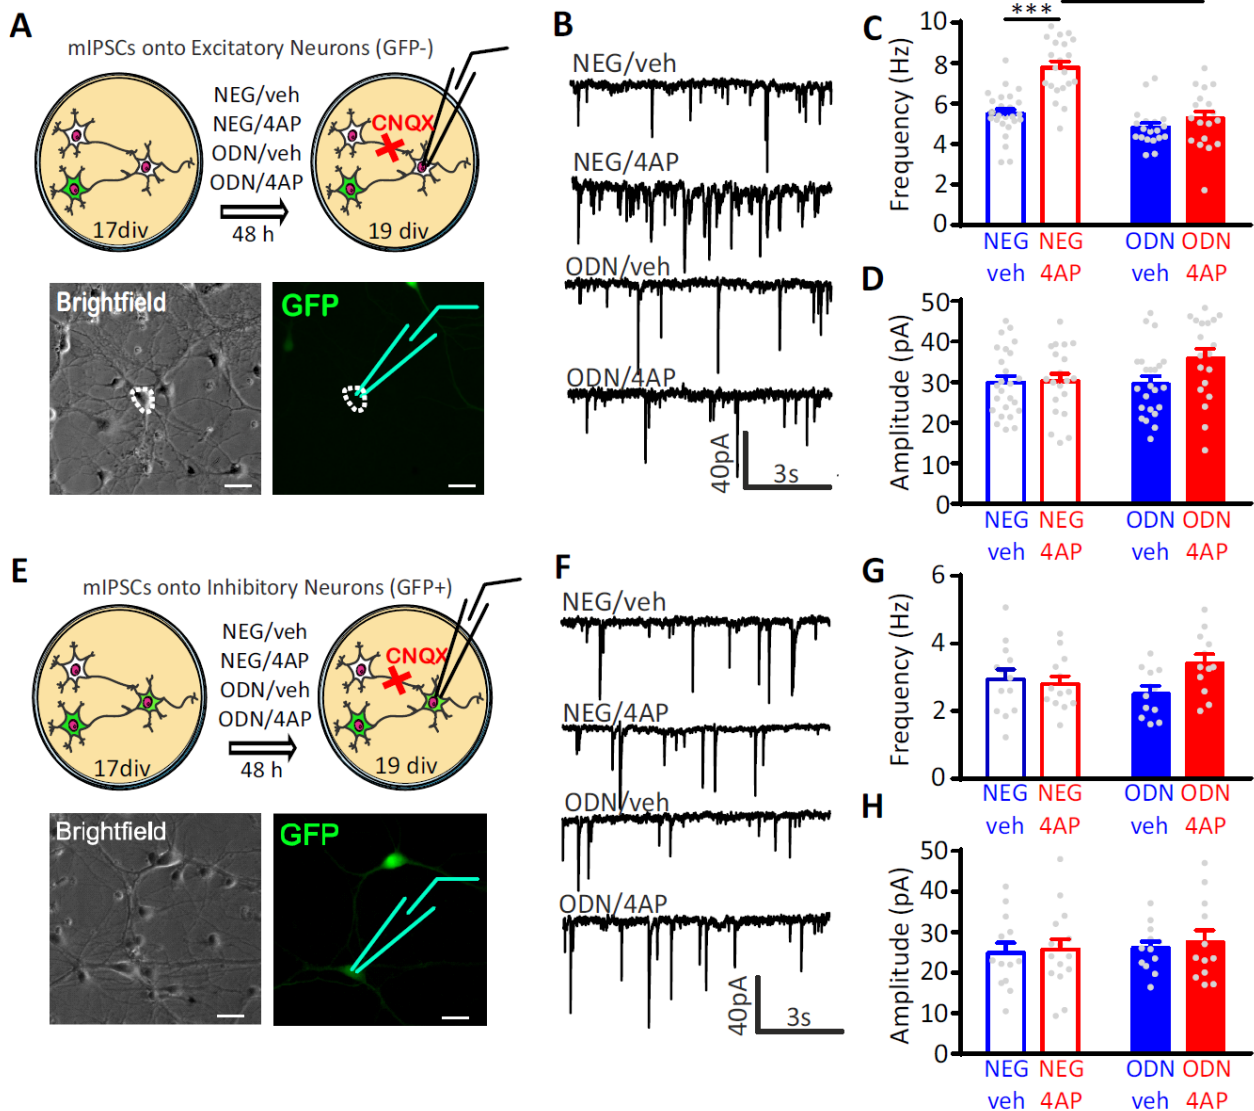 A
mIPSCs onto Excitatory Neurons (GFP-)
NEG/veh
NEG/4AP
ODN/veh
ODN/4AP
48 h
17div
CNQX
19 div
Brightfield
GFP
B
NEG/veh
NEG/4AP
ODN/veh
ODN/4AP
40pA
3s
C
***
Frequency (Hz)
10
8
6
4
2
0
NEG NEG ODN ODN
veh 4AP veh 4AP
D
Amplitude (pA)
50
40
30
20
10
0
NEG NEG ODN ODN
veh 4AP veh 4AP
E
mIPSCs onto Inhibitory Neurons (GFP+)
NEG/veh
NEG/4AP
ODN/veh
ODN/4AP
48 h
17div
CNQX
19 div
Brightfield
GFP
F
NEG/veh
NEG/4AP
ODN/veh
ODN/4AP
40pA
3s
G
Frequency (Hz)
6
4
2
0
NEG NEG ODN ODN
veh 4AP veh 4AP
H
Amplitude (pA)
50
40
30
20
10
0
NEG NEG ODN ODN
veh 4AP veh 4AP